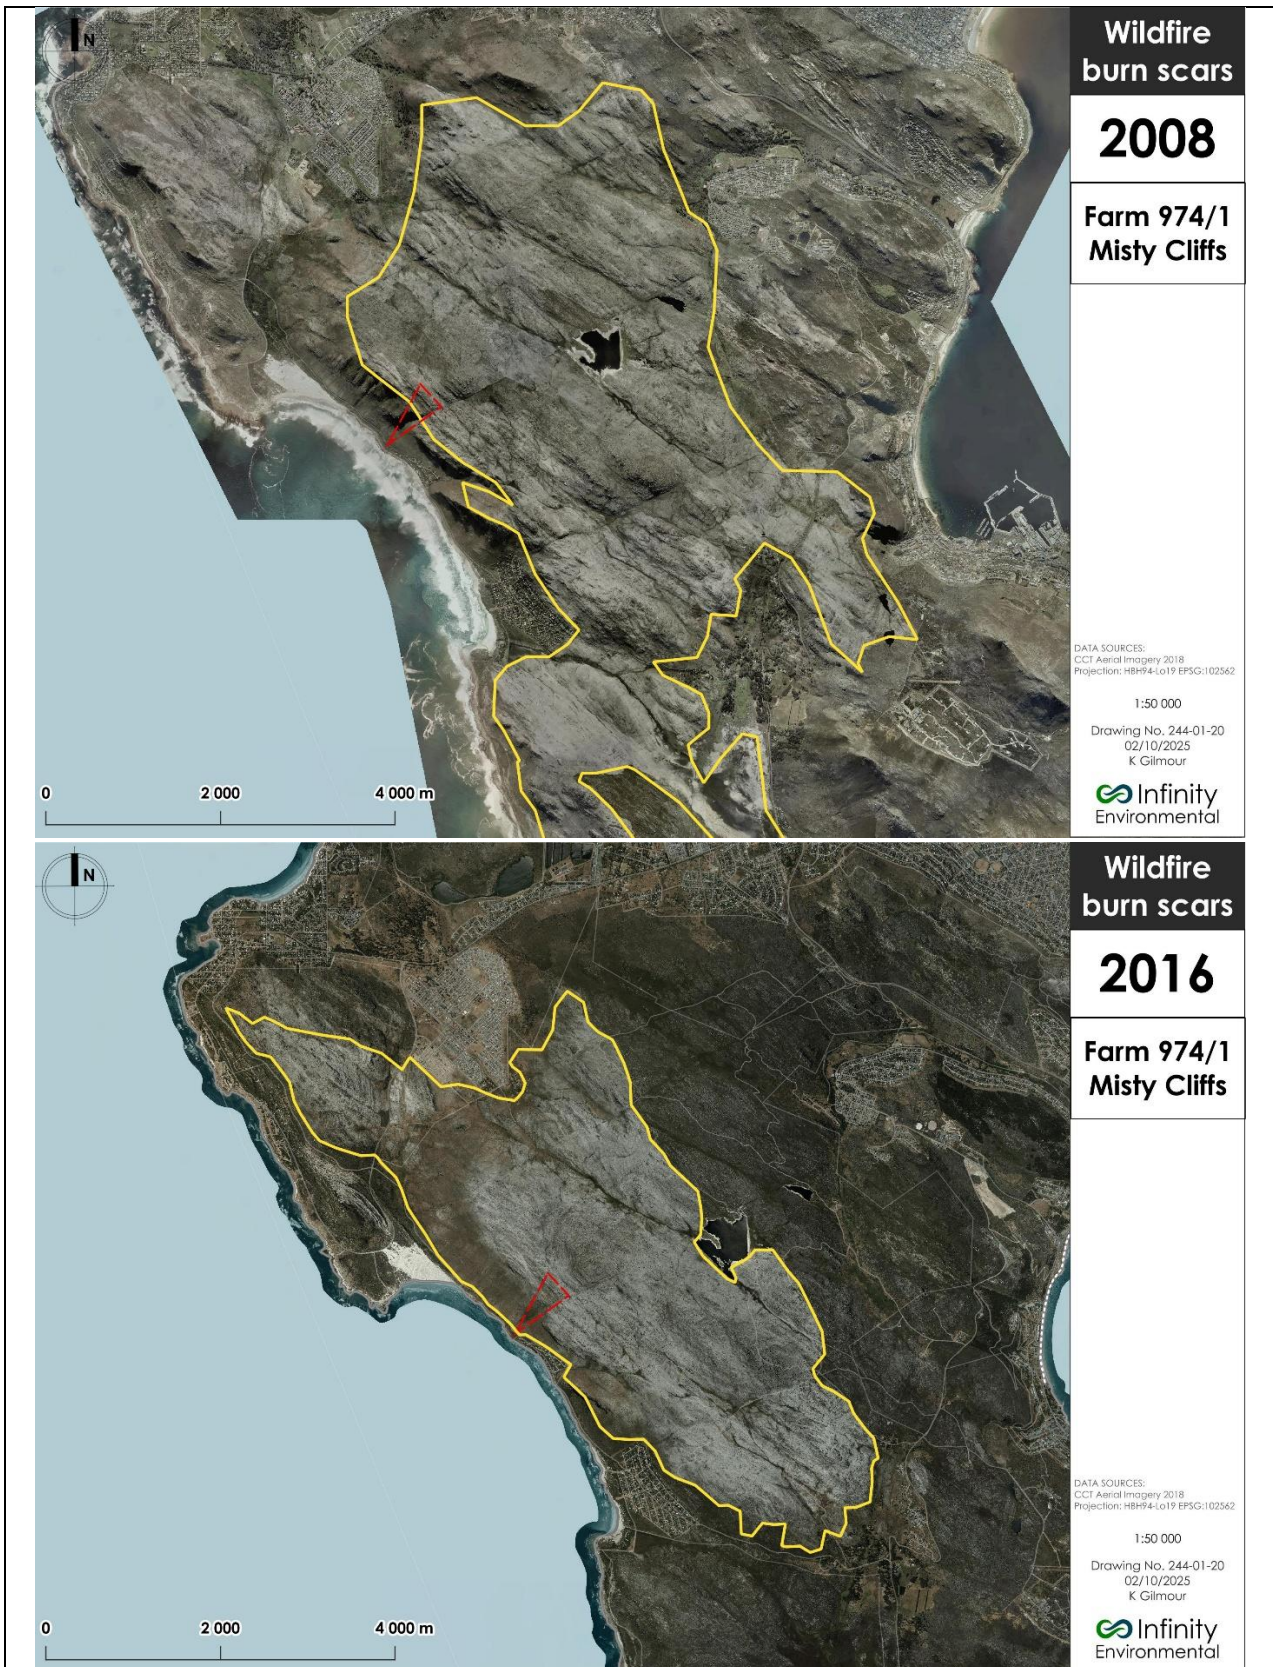 N
Wildfire
burn scars
2008
Farm 974/1
Misty Cliffs
DATA SOURCES:
CCT Aerial Imagery 2018
Projection: HBH94-Lo19 EPSG:102562
1:50 000
Drawing No. 244-01-20
02/10/2025
K Gilmour
Infinity
Environmental
0 2 000 4 000 m
N
Wildfire
burn scars
2016
Farm 974/1
Misty Cliffs
DATA SOURCES:
CCT Aerial Imagery 2018
Projection: HBH94-Lo19 EPSG:102562
1:50 000
Drawing No. 244-01-20
02/10/2025
K Gilmour
Infinity
Environmental
0 2 000 4 000 m